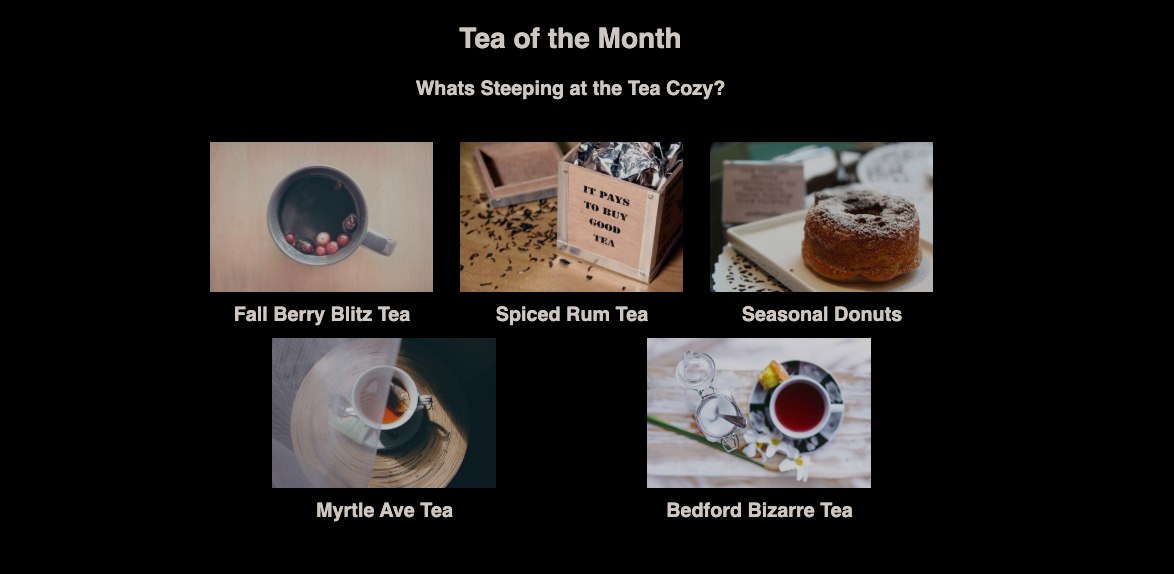 Tea of the Month
Whats Steeping at the Tea Cozy?
IT PAYS
TO BUY
GOOD
TEA
Fall Berry Blitz Tea
Spiced Rum Tea
Seasonal Donuts
Myrtle Ave Tea
Bedford Bizarre Tea